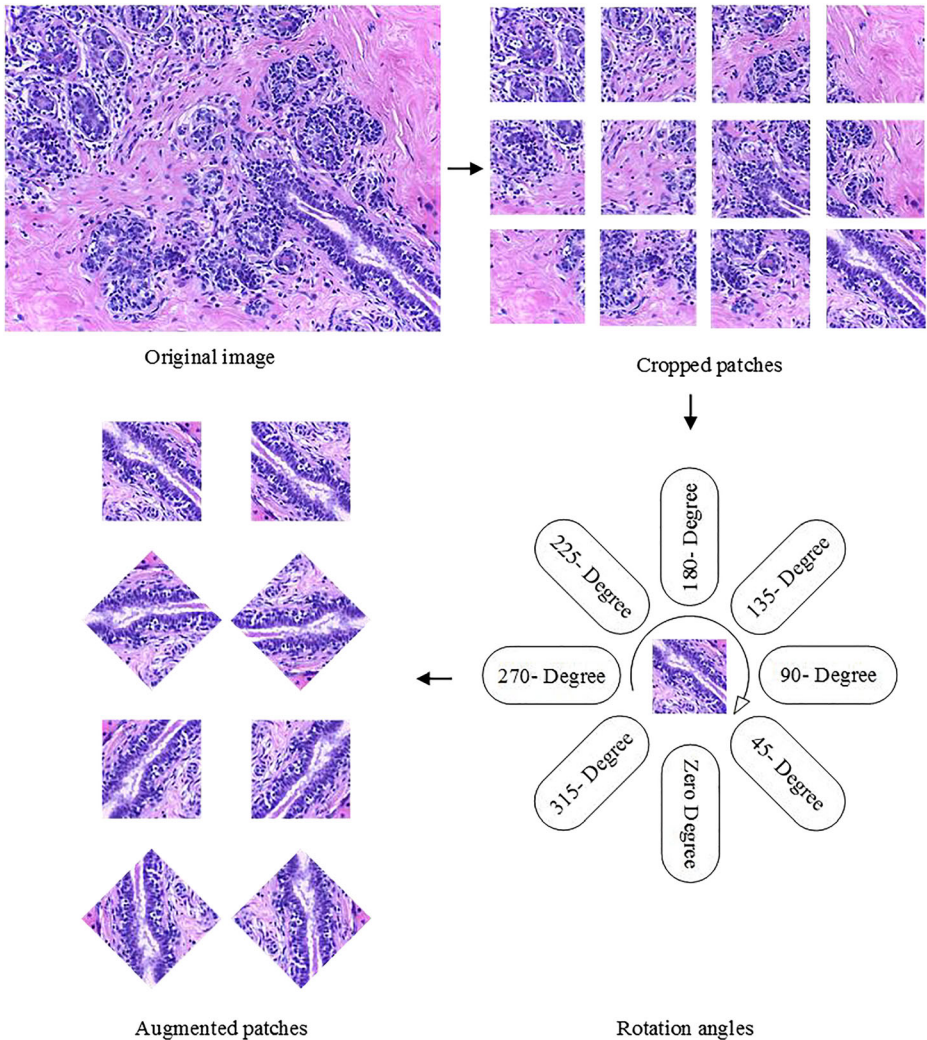 Original image
Cropped patches
180- Degree
225- Degree
135- Degree
270- Degree
90- Degree
315- Degree
45- Degree
Zero Degree
Augmented patches
Rotation angles